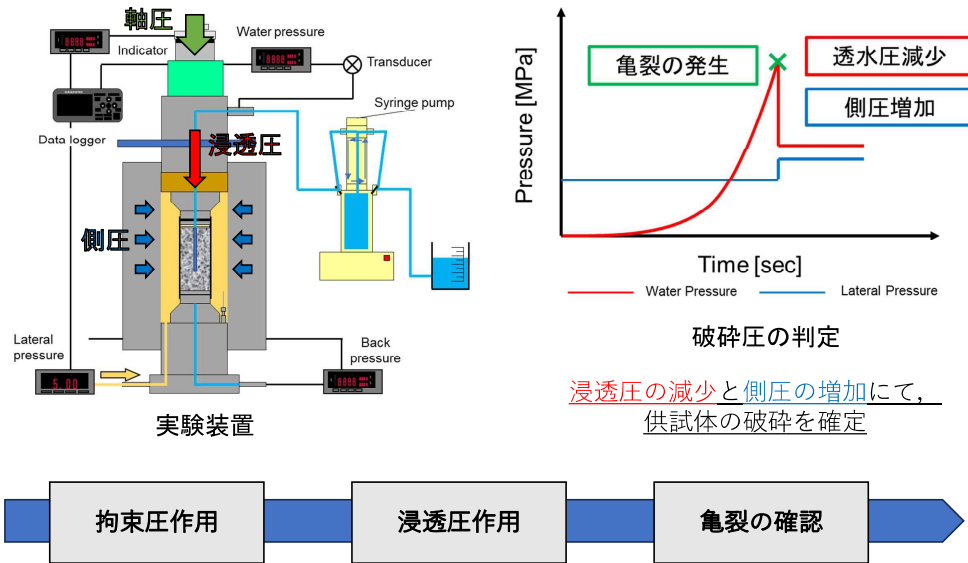 軸圧
Indicator
Water pressure
Transducer
Data logger
Syringe pump
浸透圧
側圧
Lateral
pressure
5.00
Back
pressure
実験装置
Pressure [MPa]
亀裂の発生
透水圧減少
側圧増加
Time [sec]
Water Pressure
Lateral Pressure
破砕圧の判定
浸透圧の減少と側圧の増加にて，
供試体の破砕を確定
拘束圧作用
浸透圧作用
亀裂の確認